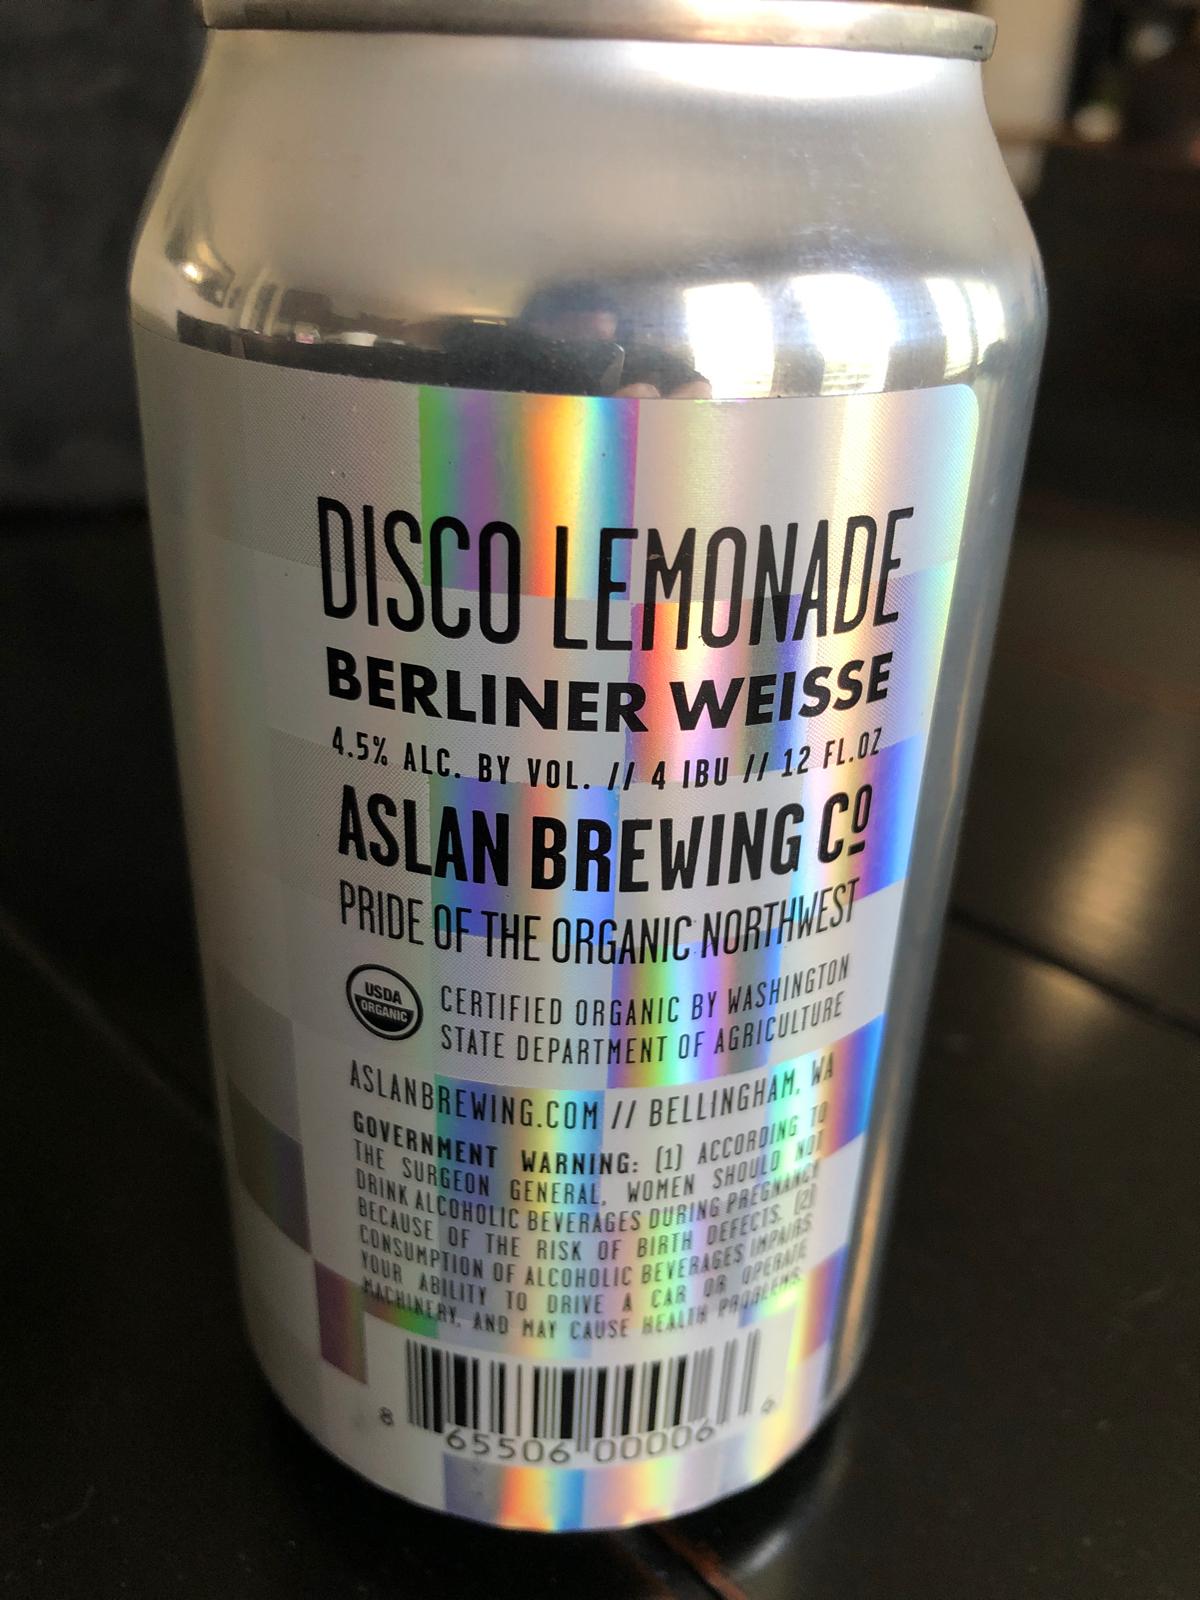 DISCO LEMONADE
BERLINER WEISSE
4.5% ALC. BY VOL. // 4 IBU // 12 FL.OZ
ASLAN BREWING CO
PRIDE OF THE ORGANIC NORTHWEST
USDA
ORGANIC
CERTIFIED ORGANIC BY WASHINGTON
STATE DEPARTMENT OF AGRICULTURE
ASLANBREWING.COM // BELLINGHAM, WA
GOVERNMENT WARNING: (1) ACCORDING TO
THE SURGEON GENERAL, WOMEN SHOULD NOT
DRINK ALCOHOLIC BEVERAGES DURING PREGNANCY
BECAUSE OF THE RISK OF BIRTH DEFECTS. (2)
CONSUMPTION OF ALCOHOLIC BEVERAGES IMPAIRS
YOUR ABILITY TO DRIVE A CAR OR OPERATE
MACHINERY, AND MAY CAUSE HEALTH PROBLEMS.
8 65506 00006 4